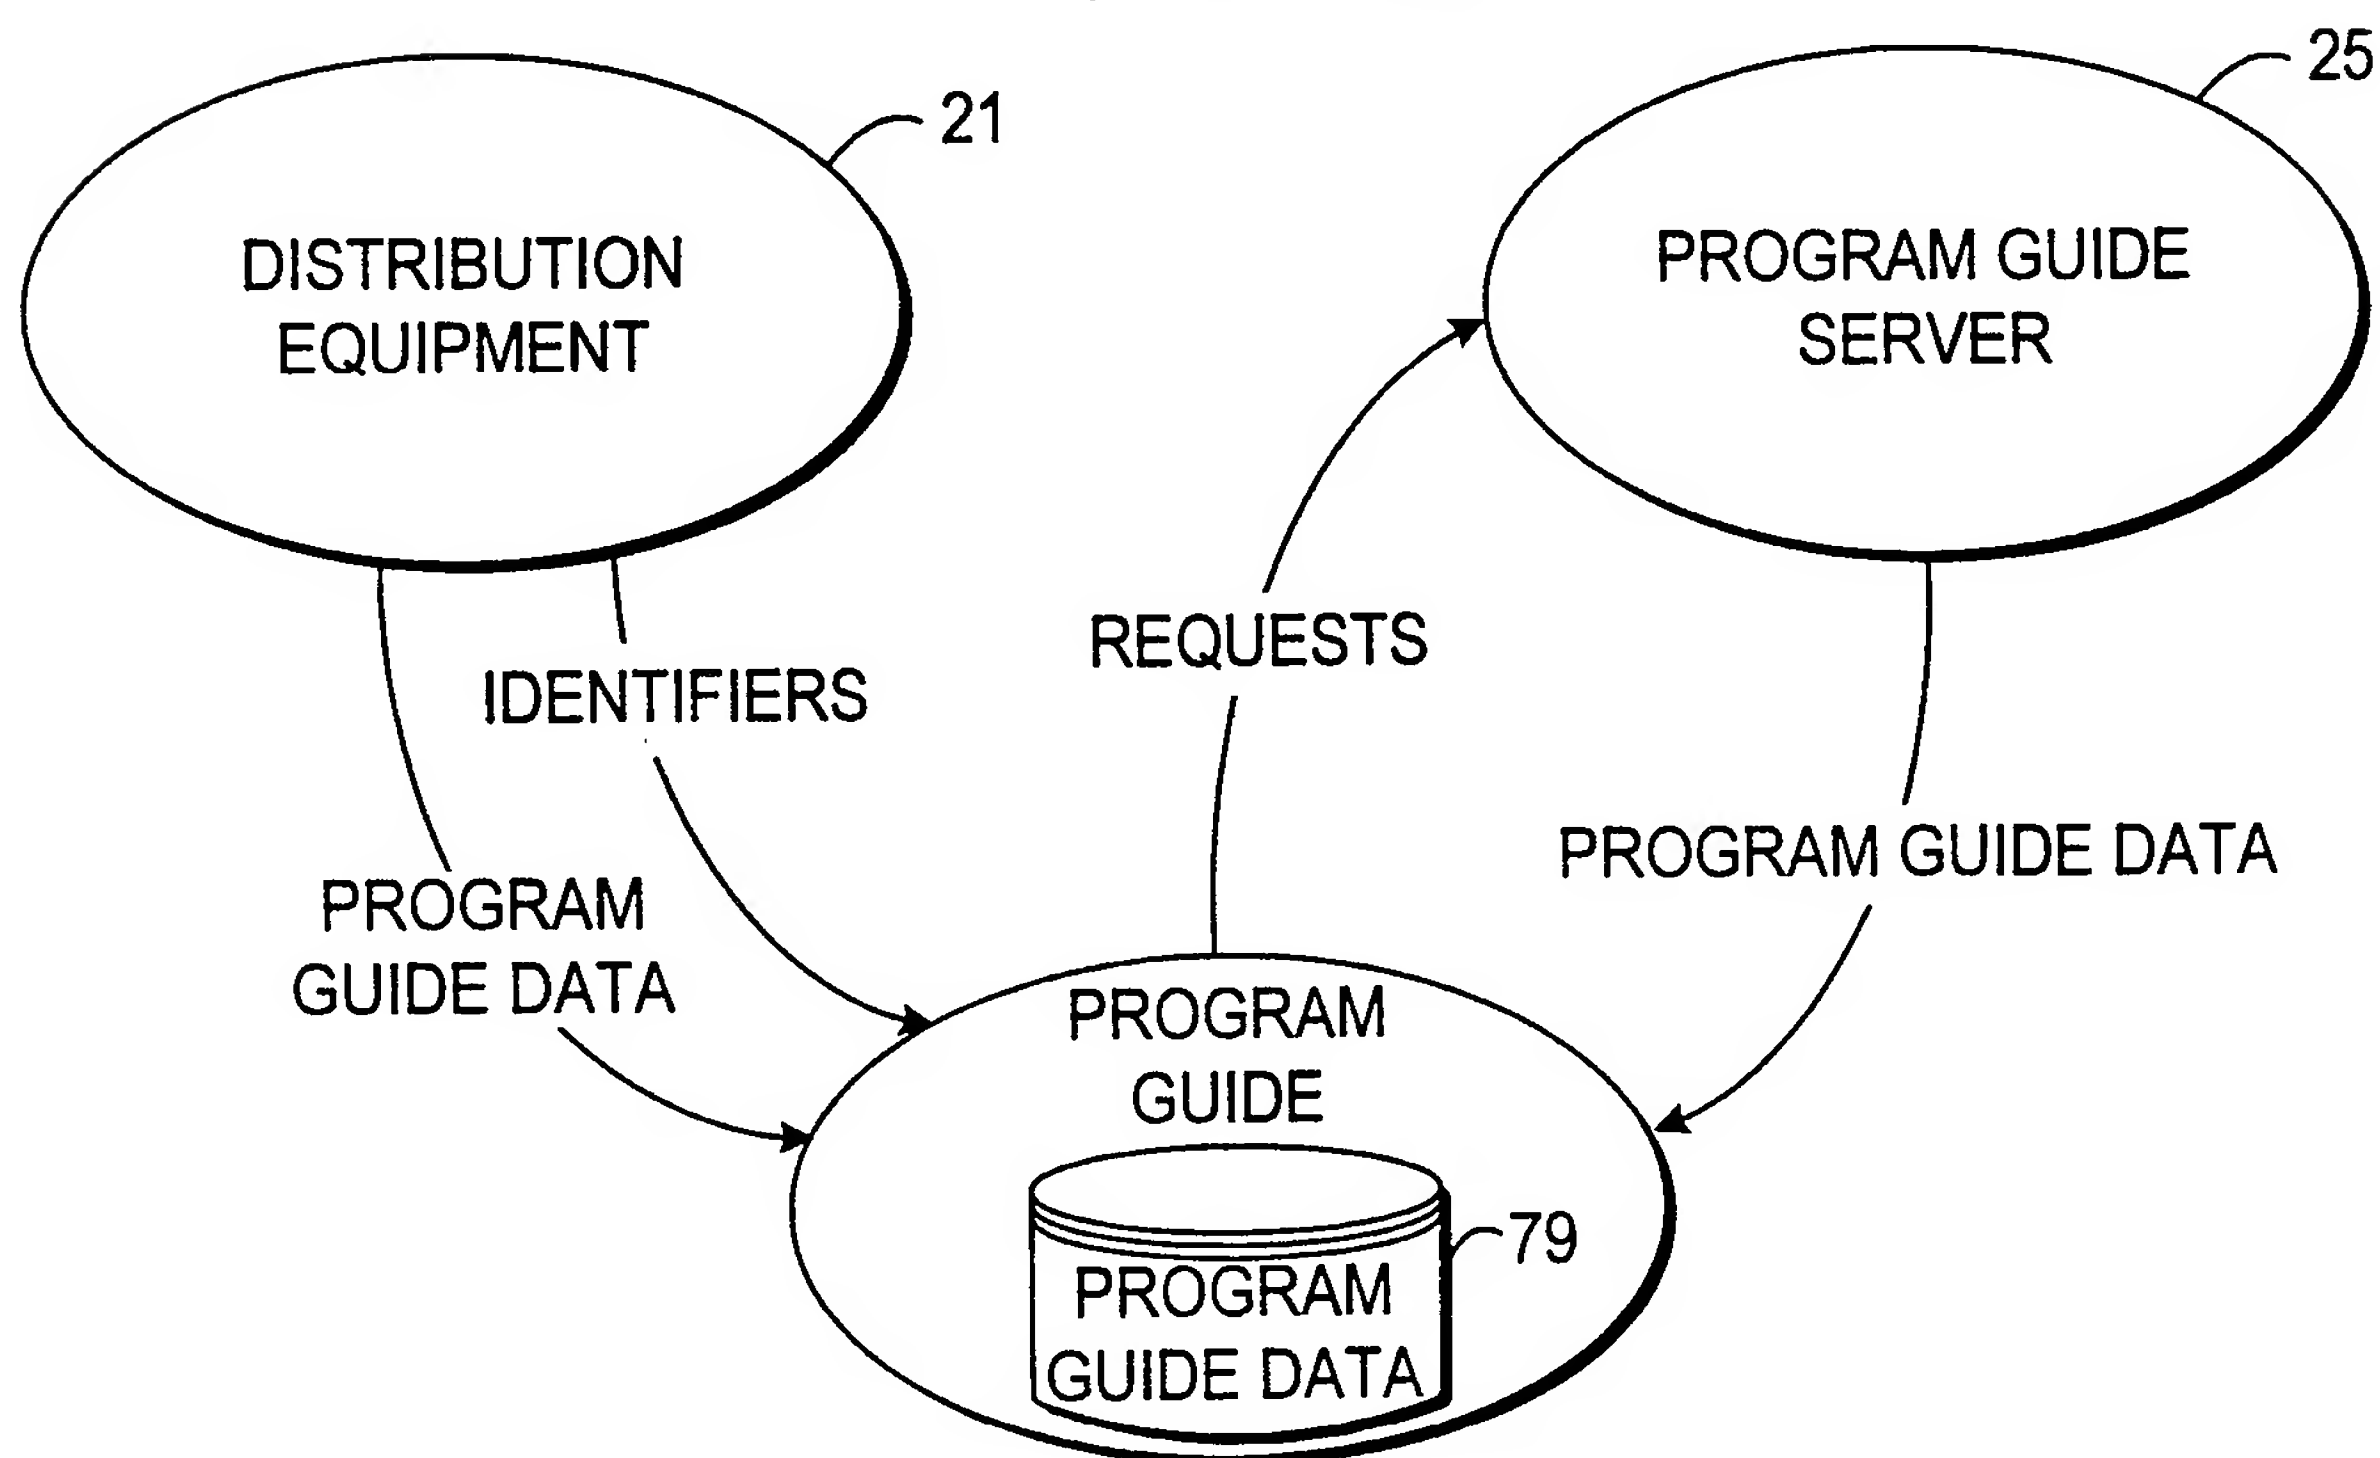 21
DISTRIBUTION
EQUIPMENT
25
PROGRAM GUIDE
SERVER
IDENTIFIERS
REQUESTS
PROGRAM
GUIDE DATA
PROGRAM GUIDE DATA
PROGRAM
GUIDE
79
PROGRAM
GUIDE DATA